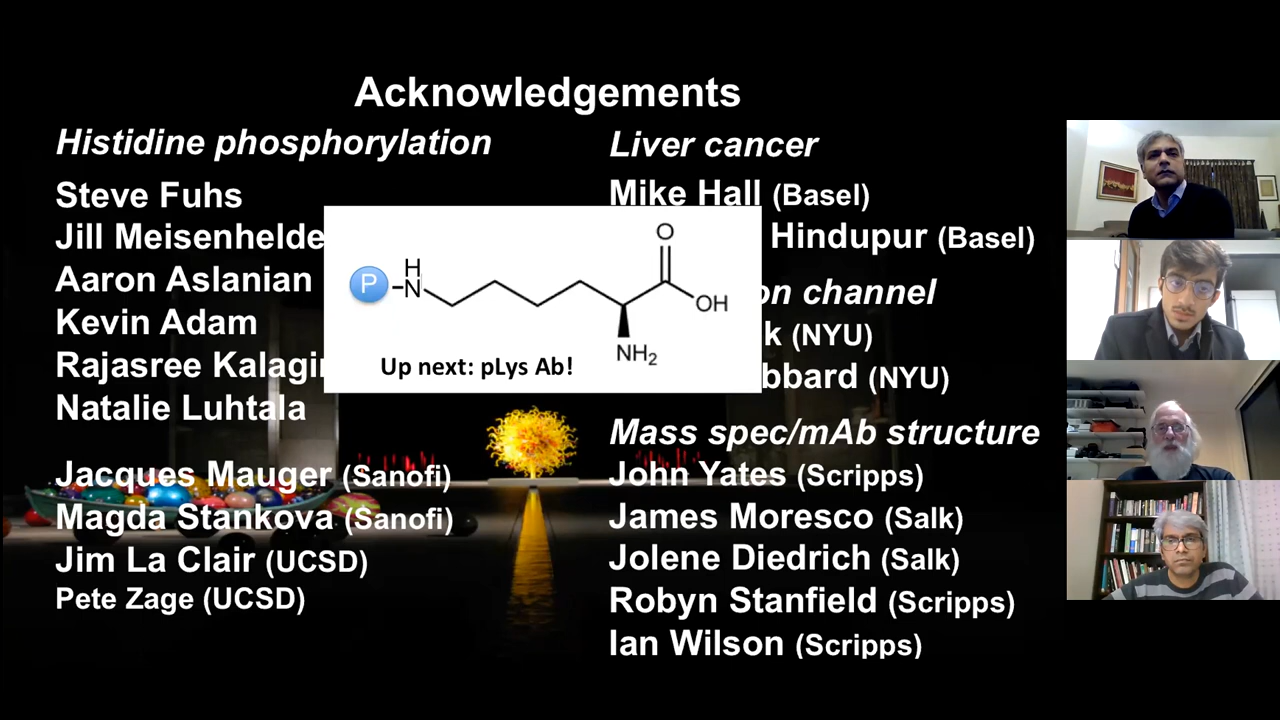 Acknowledgements
Histidine phosphorylation
Steve Fuhs
Jill Meisenhelde
Aaron Aslanian
Kevin Adam
Rajasree
Natalie Luhtala
Jacques Mauger (Sanofi)
Magda Stankova (Sanofi)
Jim La Clair (UCSD)
Pete Zage (UCSD)
Liver cancer
Mike Hall (Basel)
Hindupur (Basel)
on channel
k (NYU)
bbard (NYU)
Mass spec/mAb structure
John Yates (Scripps)
James Moresco (Salk)
Jolene Diedrich (Salk)
Robyn Stanfield (Scripps)
Ian Wilson (Scripps)
O
P
H
N
OH
NH2
Up next: pLys Ab!